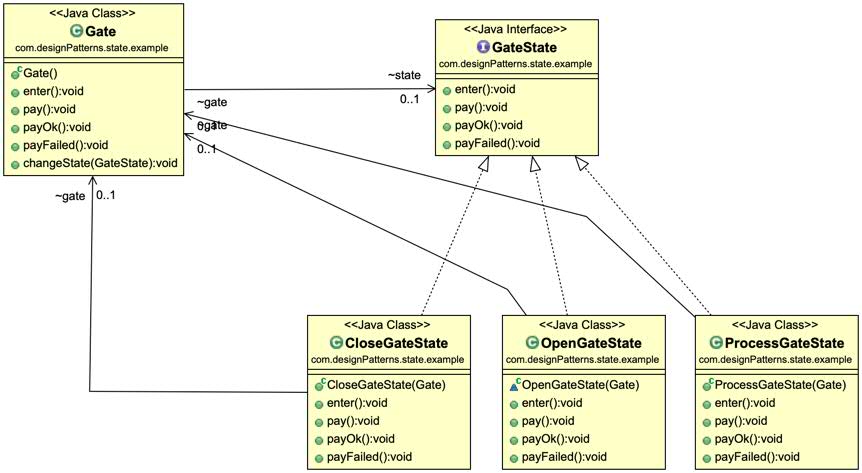 <<Java Class>>
Gate
com.designPatterns.state.example
Gate()
enter():void
pay():void
payOk():void
payFailed():void
changeState(GateState):void
<<Java Interface>>
GateState
com.designPatterns.state.example
enter():void
pay():void
payOk():void
payFailed():void
~state
0..1
~gate
0..1
~gate
0..1
~gate
0..1
<<Java Class>>
CloseGateState
com.designPatterns.state.example
CloseGateState(Gate)
enter():void
pay():void
payOk():void
payFailed():void
<<Java Class>>
OpenGateState
com.designPatterns.state.example
OpenGateState(Gate)
enter():void
pay():void
payOk():void
payFailed():void
<<Java Class>>
ProcessGateState
com.designPatterns.state.example
ProcessGateState(Gate)
enter():void
pay():void
payOk():void
payFailed():void